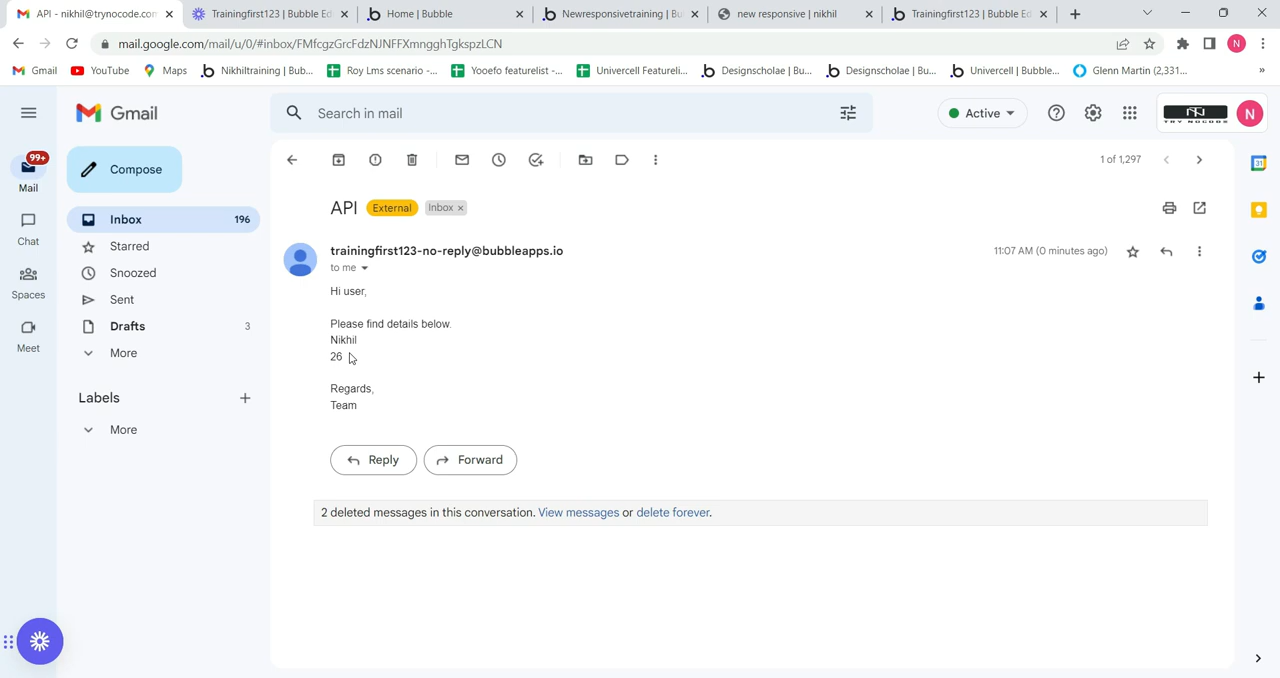 API - nikhil@trynocode.com
Trainingfirst123 | Bubble Ed
Home | Bubble
Newresponsivetraining | Bu
new responsive | nikhil
Trainingfirst123 | Bubble Ed
mail.google.com/mail/u/0/#inbox/FMfcgzGrcFdzNJNFFXmngghTgkspzLCN
N
Gmail
YouTube
Maps
Nikhiltraining | Bub...
Roy Lms scenario -...
Yooefo featurelist -...
Univercell Featureli...
Designscholae | Bu...
Designscholae | Bu...
Univercell | Bubble...
Glenn Martin (2,331...
»
Gmail
Search in mail
Active
TRY NOCODE
N
99+
Mail
Chat
Spaces
Meet
Compose
Inbox 196
Starred
Snoozed
Sent
Drafts 3
More
Labels
More
1 of 1,297
API External Inbox ×
trainingfirst123-no-reply@bubbleapps.io
11:07 AM (0 minutes ago)
to me
Hi user,
Please find details below.
Nikhil
26
Regards,
Team
Reply
Forward
2 deleted messages in this conversation. View messages or delete forever.
31